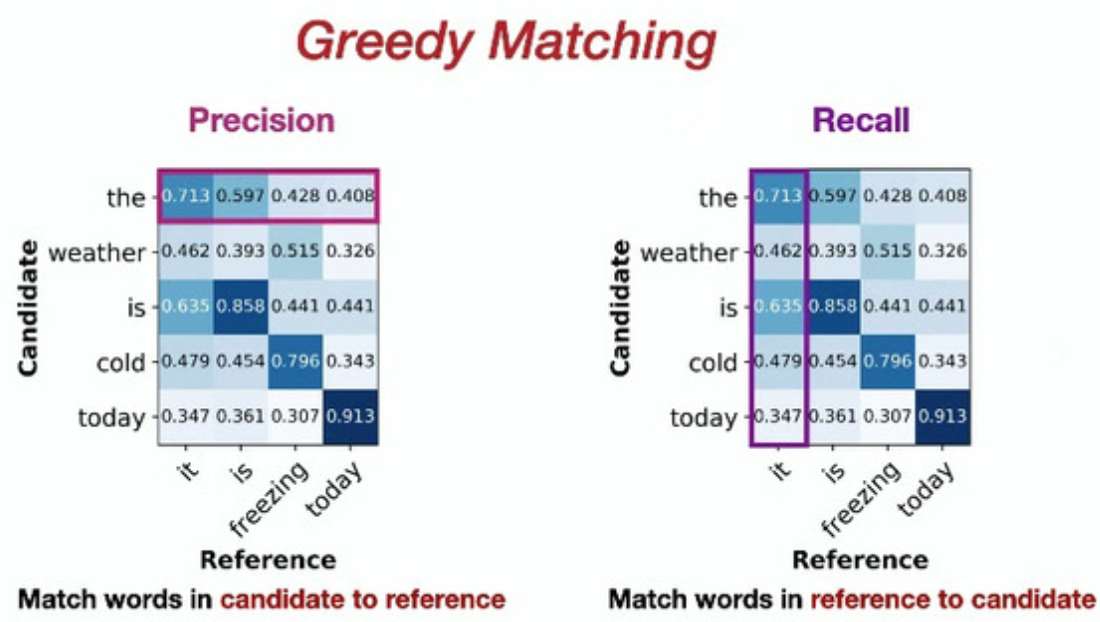 Greedy Matching
Precision
Recall
Candidate
the 0.713 0.597 0.428 0.408
weather 0.462 0.393 0.515 0.326
is 0.635 0.858 0.441 0.441
cold 0.479 0.454 0.796 0.343
today 0.347 0.361 0.307 0.913
it is freezing today
Reference
Match words in candidate to reference
Candidate
the 0.713 0.597 0.428 0.408
weather 0.462 0.393 0.515 0.326
is 0.635 0.858 0.441 0.441
cold 0.479 0.454 0.796 0.343
today 0.347 0.361 0.307 0.913
it is freezing today
Reference
Match words in reference to candidate